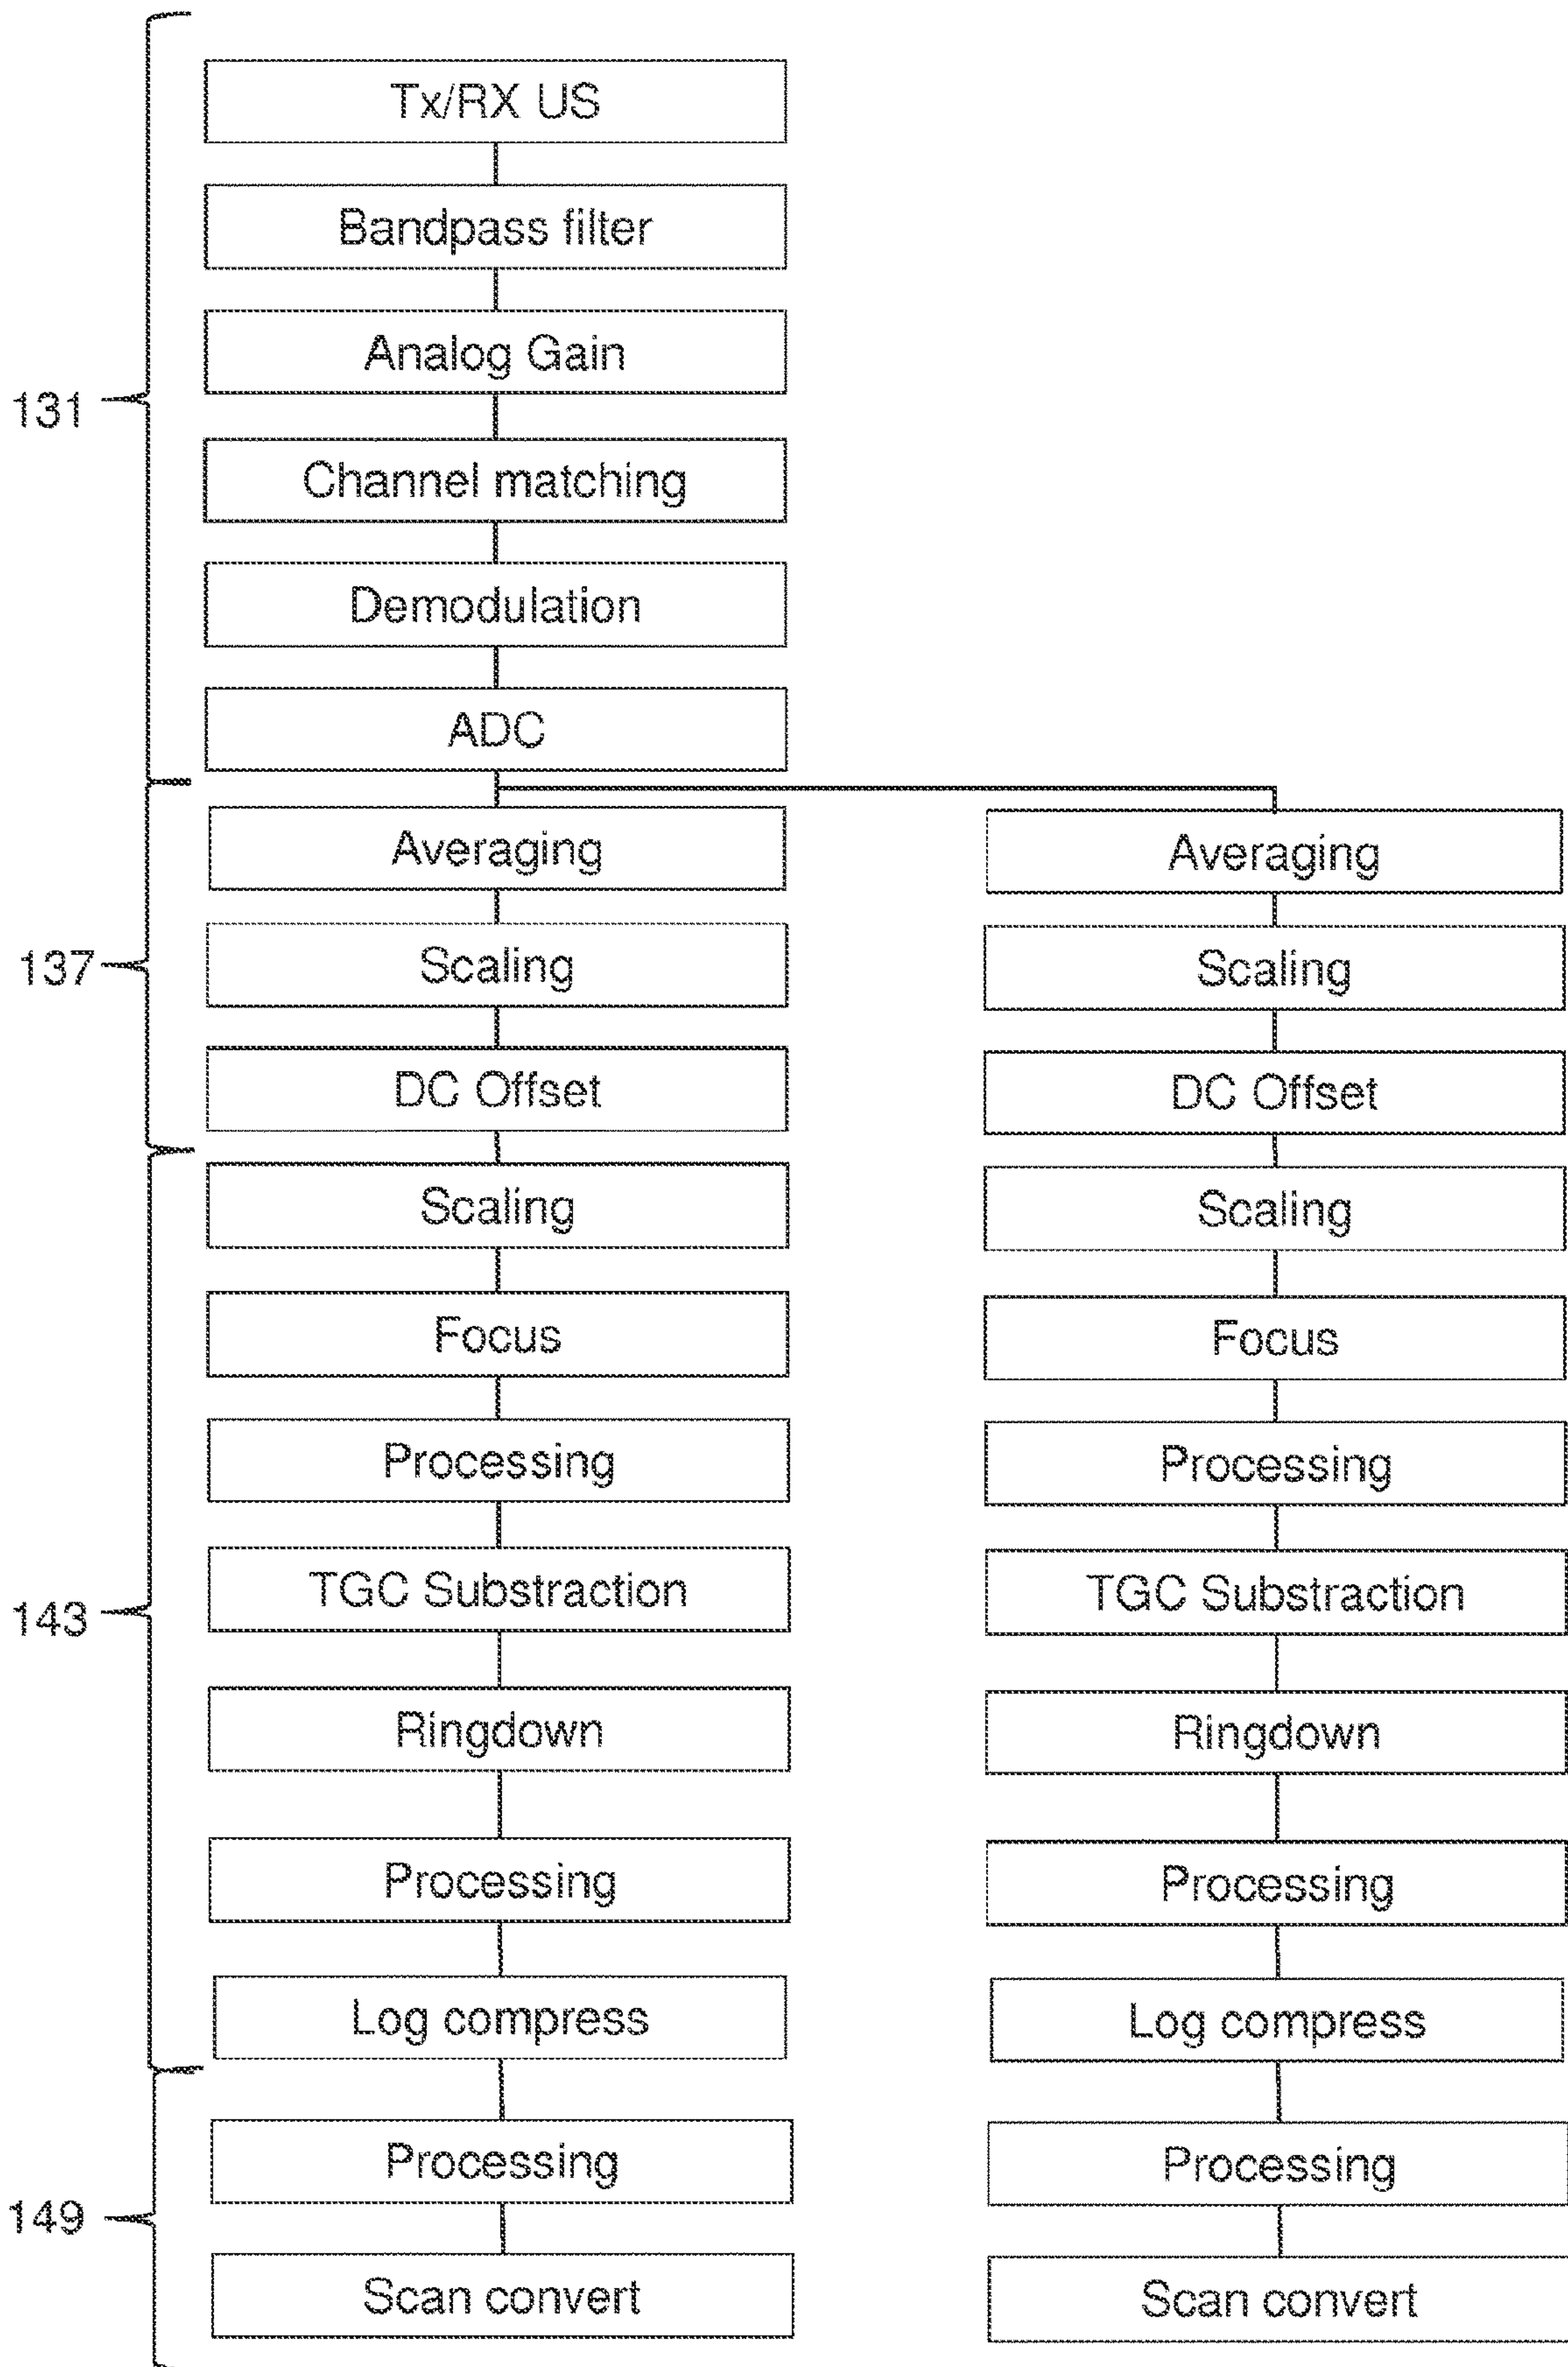 Tx/RX US
Bandpass filter
Analog Gain
131
Channel matching
Demodulation
ADC
Averaging
Averaging
137
Scaling
Scaling
DC Offset
DC Offset
Scaling
Scaling
Focus
Focus
Processing
Processing
143
TGC Substraction
TGC Substraction
Ringdown
Ringdown
Processing
Processing
Log compress
Log compress
Processing
Processing
149
Scan convert
Scan convert